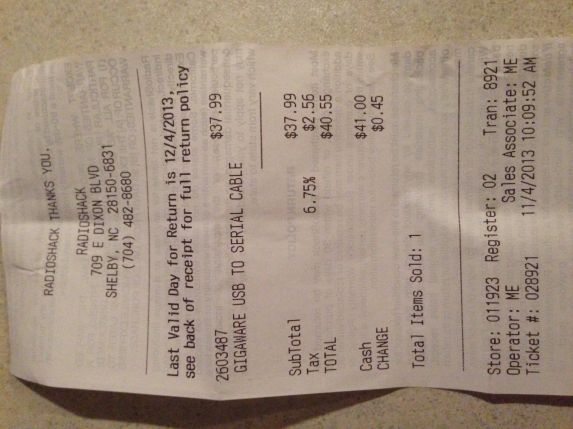 RADIOSHACK THANKS YOU.
RADIOSHACK
709 E DIXON BLVD
SHELBY, NC 28150-6831
(704) 482-8680
Last Valid Day for Return is 12/4/2013,
see back of receipt for full return policy
2603487 $37.99
GIGAWARE USB TO SERIAL CABLE
SubTotal $37.99
Tax 6.75% $2.56
TOTAL $40.55
Cash $41.00
CHANGE $0.45
Total Items Sold: 1
Store: 011923 Register: 02 Tran: 8921
Operator: ME Sales Associate: ME
Ticket #: 028921 11/4/2013 10:09:52 AM